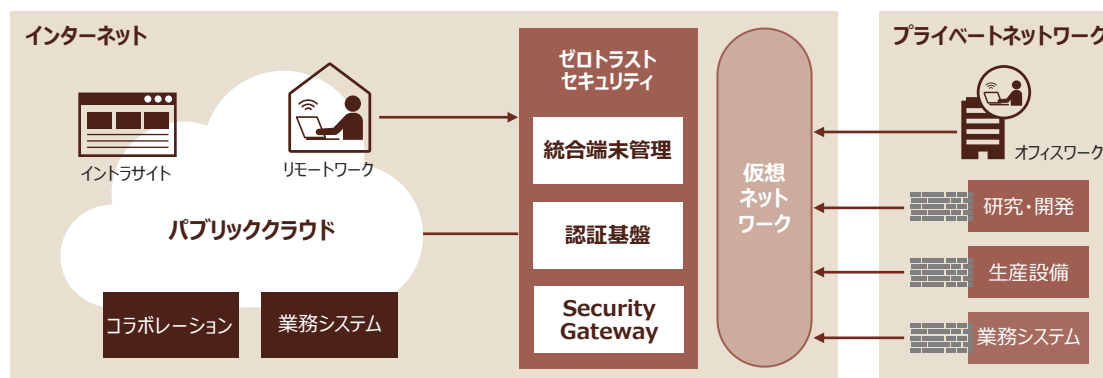 インターネット
イントラサイト
リモートワーク
パブリッククラウド
コラボレーション
業務システム
ゼロトラスト
セキュリティ
統合端末管理
認証基盤
Security
Gateway
仮想
ネット
ワーク
プライベートネットワーク
オフィスワーク
研究・開発
生産設備
業務システム